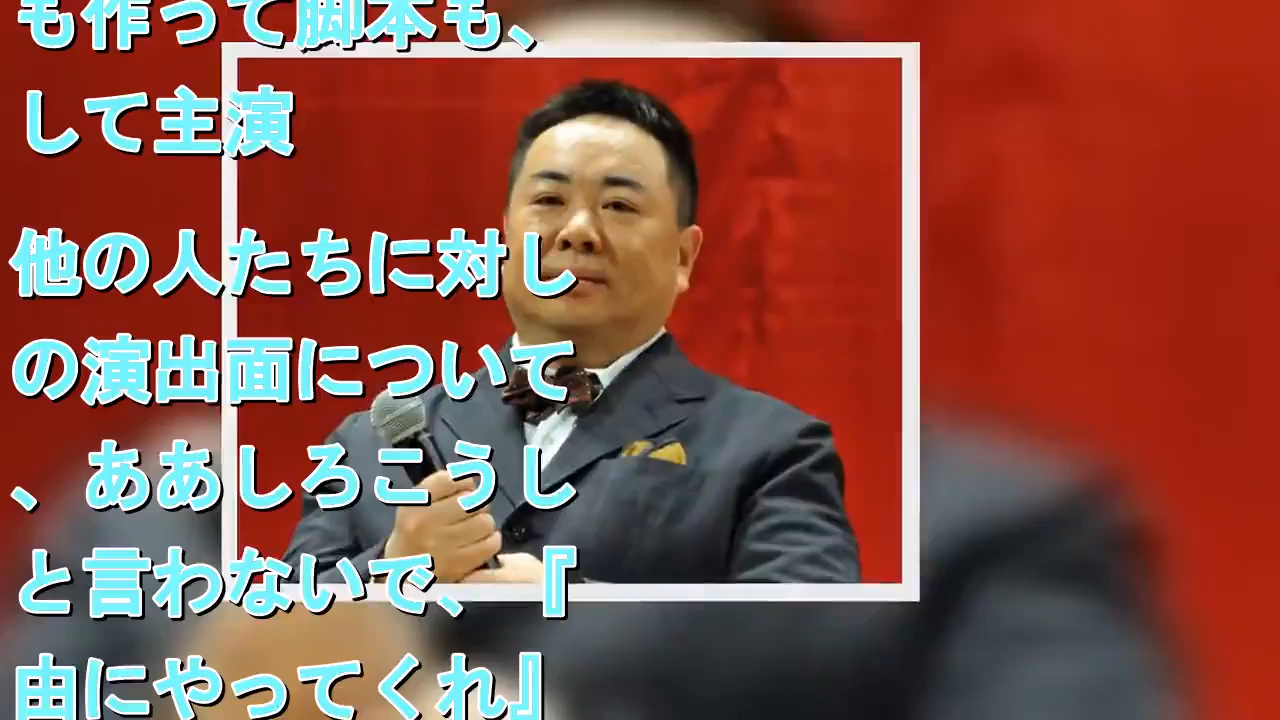 も作って脚本も、
して主演
他の人たちに対し
の演出面について
、ああしろこうし
と言わないで、『
由にやってくれ』